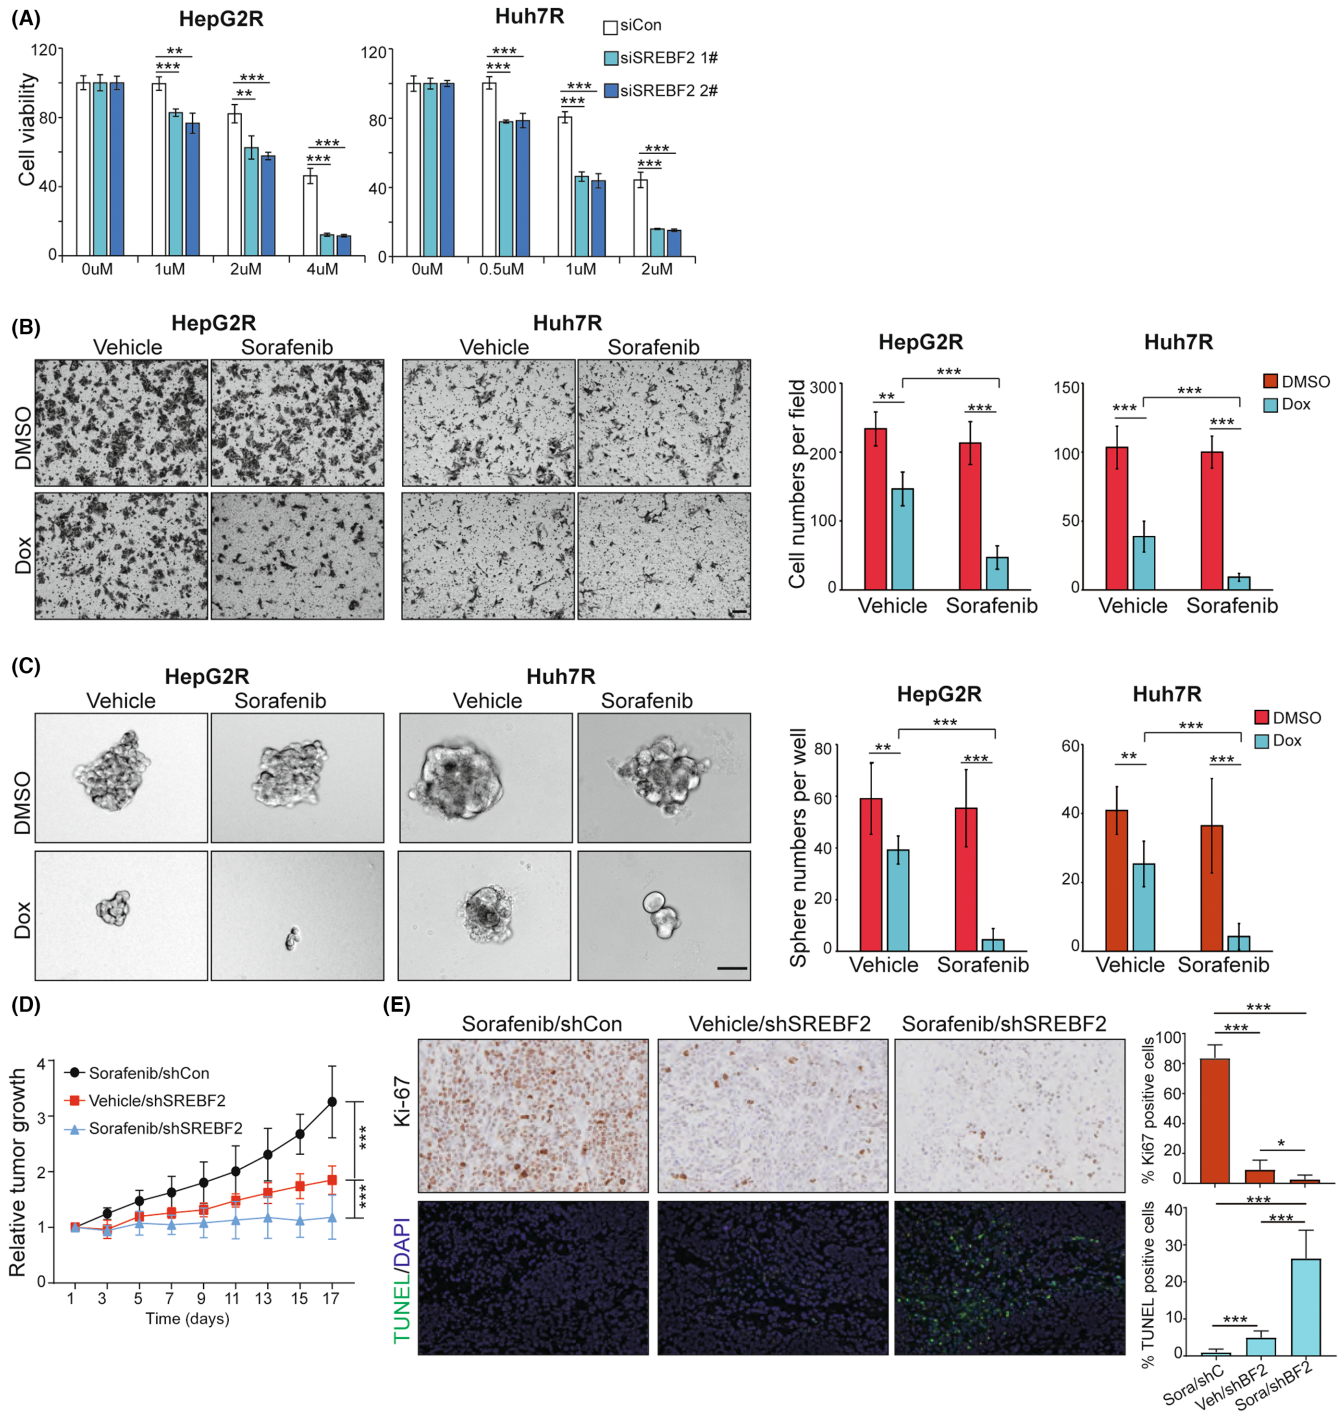 (A)
HepG2R
Huh7R
siCon
siSREBF2 1#
siSREBF2 2#
Cell viability
120
80
40
0
** ***
*** **
*** ***
0uM 1uM 2uM 4uM
120
80
40
0
*** ***
*** ***
*** ***
0uM 0.5uM 1uM 2uM
(B)
HepG2R
Huh7R
Vehicle Sorafenib Vehicle Sorafenib
DMSO
Dox
HepG2R
Huh7R
DMSO
Dox
Cell numbers per field
300
200
100
0
** *** ***
Vehicle Sorafenib
150
100
50
0
*** *** ***
Vehicle Sorafenib
(C)
HepG2R
Huh7R
Vehicle Sorafenib Vehicle Sorafenib
DMSO
Dox
HepG2R
Huh7R
DMSO
Dox
Sphere numbers per well
80
60
40
20
0
** *** ***
Vehicle Sorafenib
60
40
20
0
** *** ***
Vehicle Sorafenib
(D)
Relative tumor growth
4
3
2
1
0
Sorafenib/shCon
Vehicle/shSREBF2
Sorafenib/shSREBF2
***
***
1 3 5 7 9 11 13 15 17
Time (days)
(E)
Sorafenib/shCon Vehicle/shSREBF2 Sorafenib/shSREBF2
Ki-67
TUNEL/DAPI
% Ki67 positive cells
100
80
60
40
20
0
***
***
*
% TUNEL positive cells
40
30
20
10
0
***
***
***
Sora/shC
Veh/shBF2
Sora/shBF2